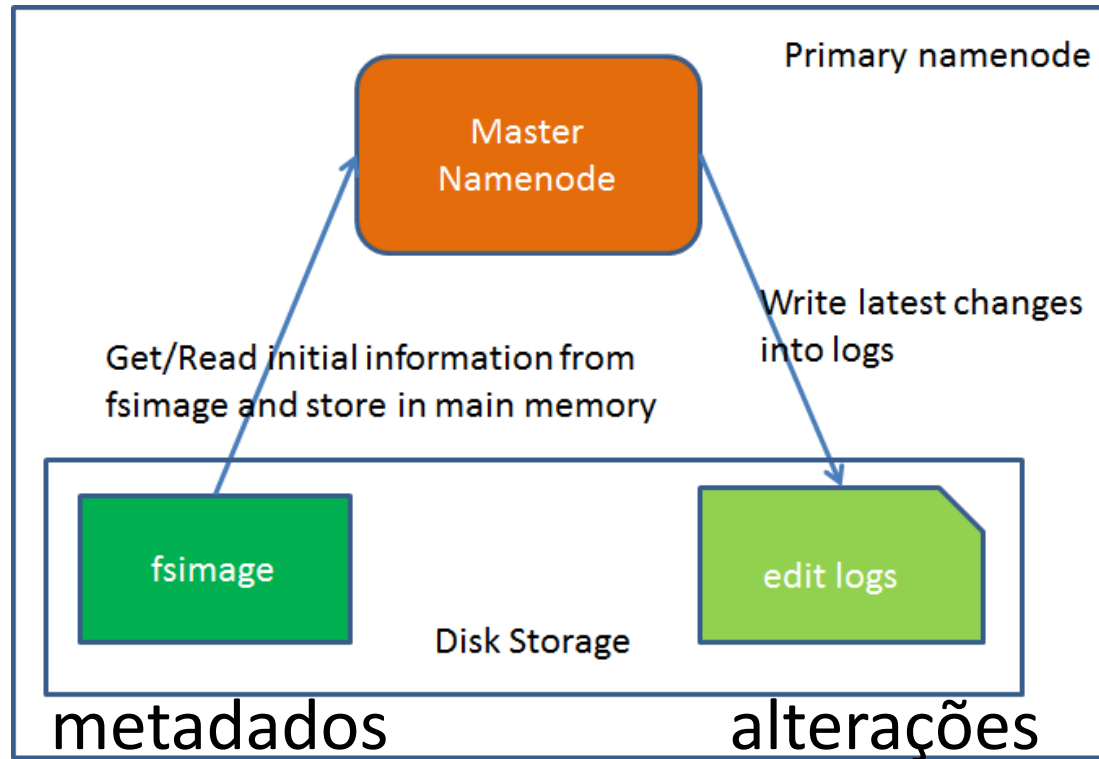 Primary namenode
Master
Namenode
Write latest changes
into logs
Get/Read initial information from
fsimage and store in main memory
fsimage
edit logs
Disk Storage
metadados
alterações